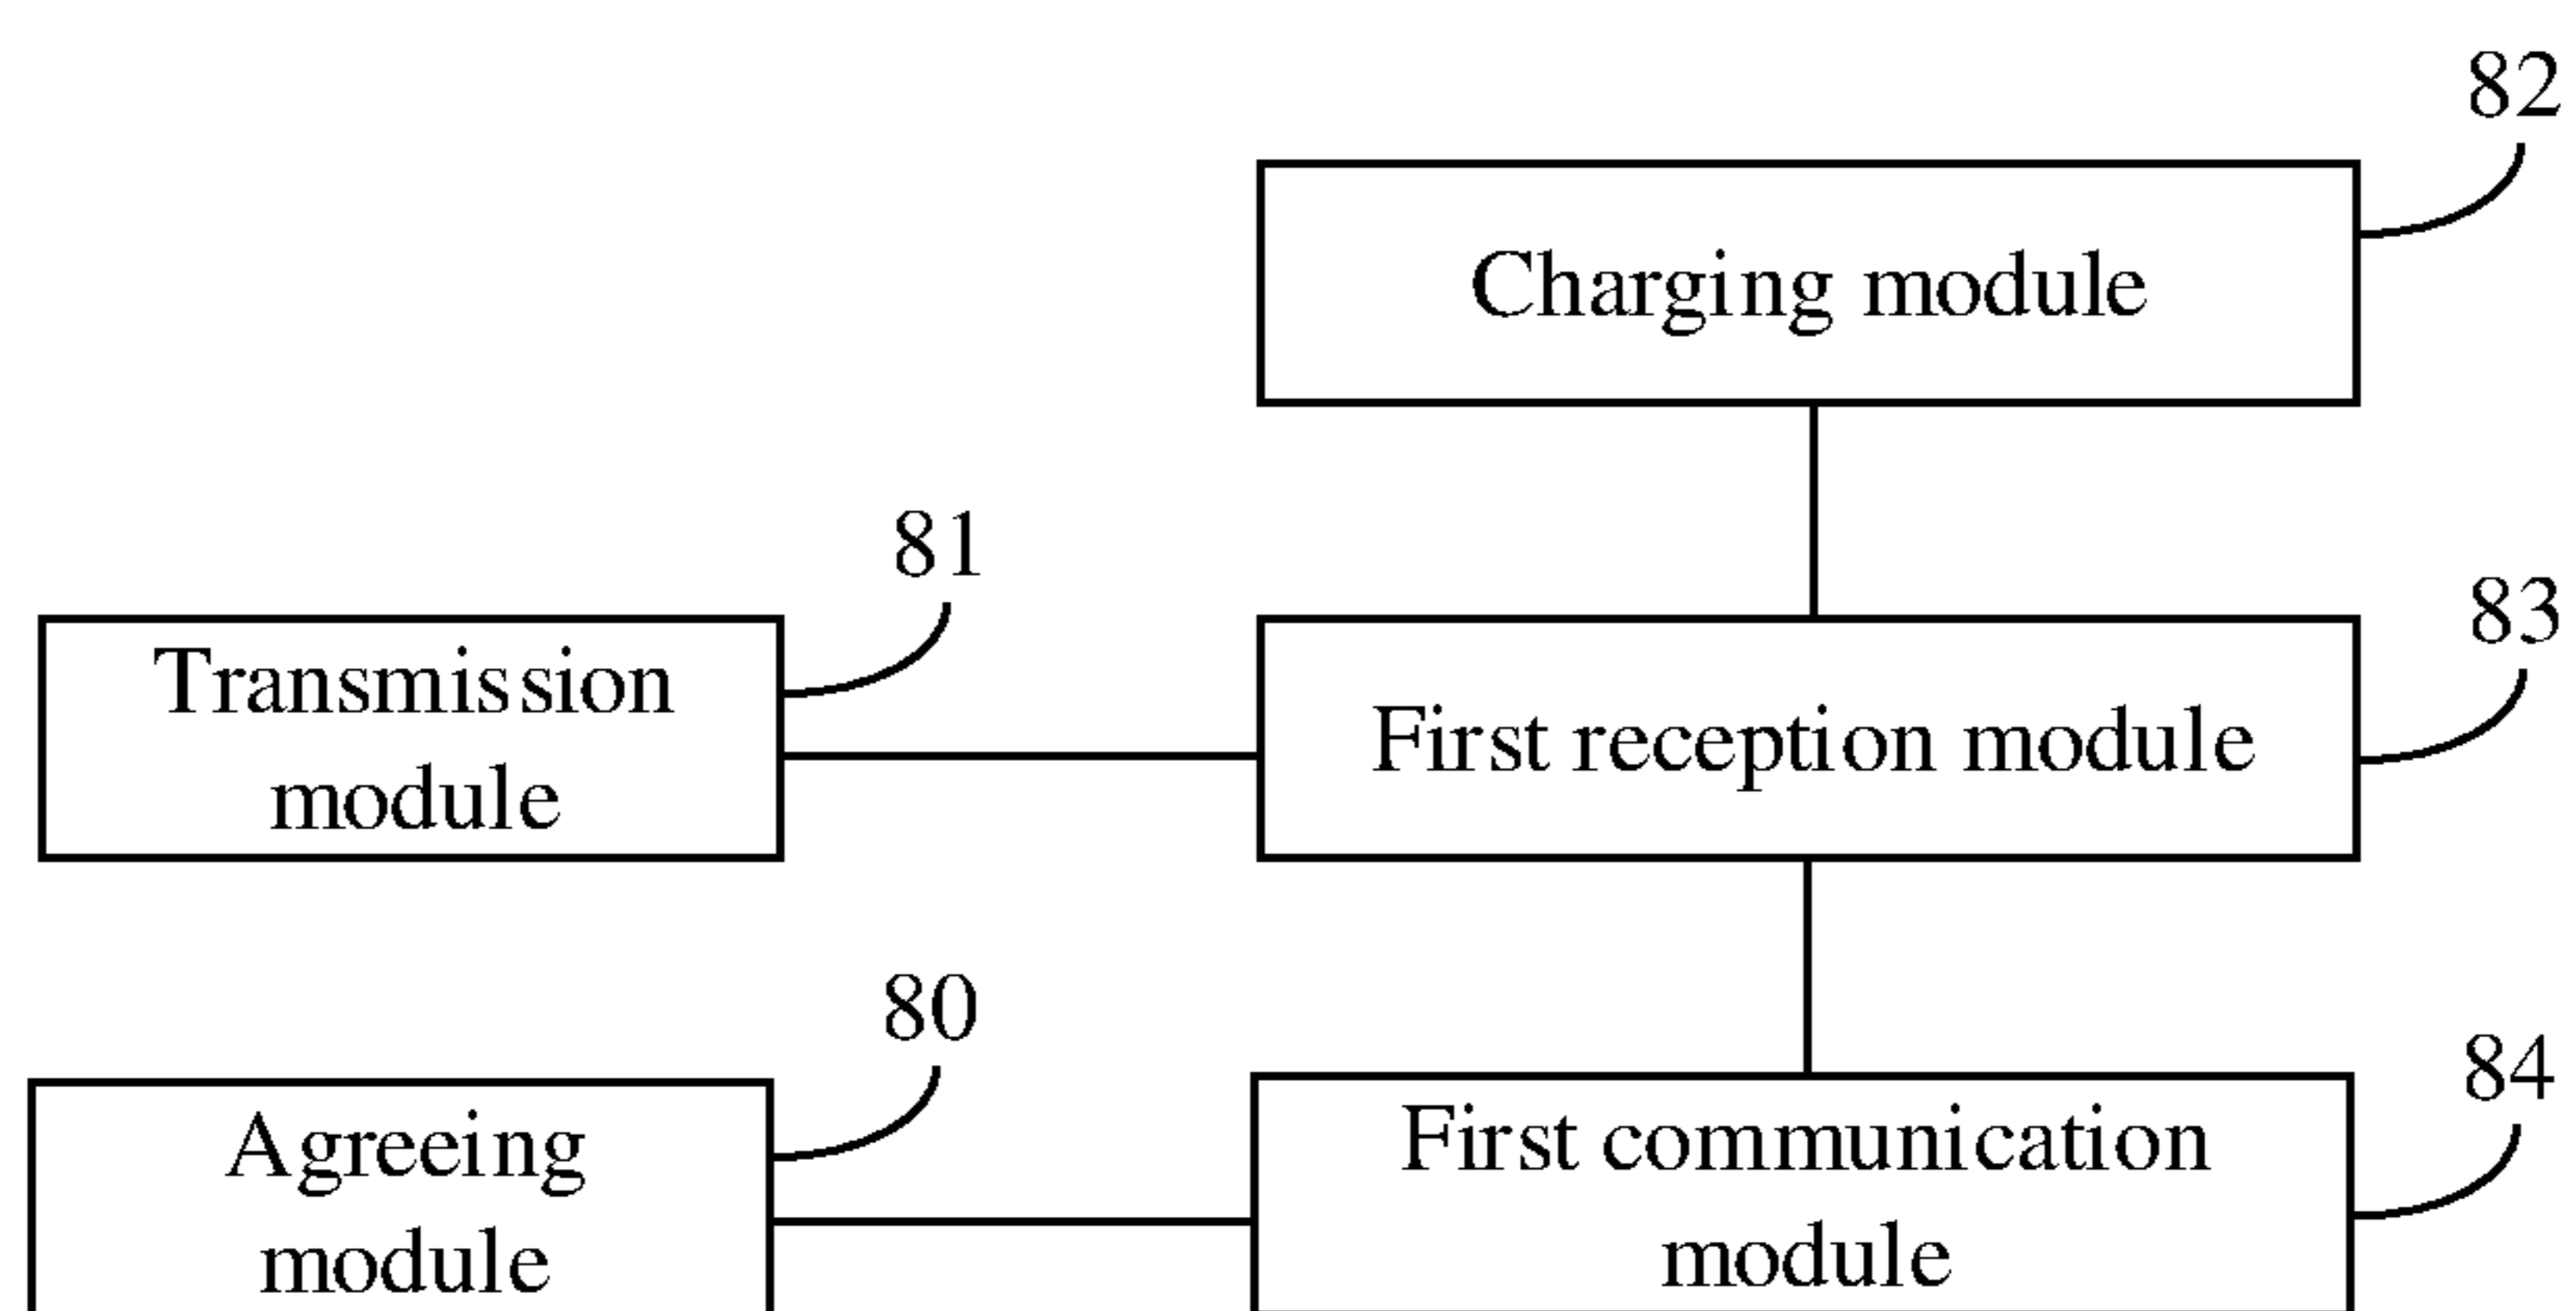 82
Charging module
81
83
Transmission
module
First reception module
80
84
Agreeing
module
First communication
module